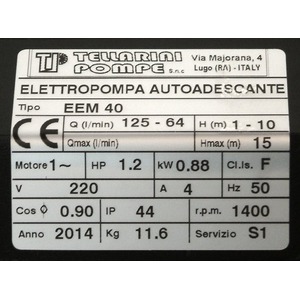 TP TELLARINI POMPE s.n.c
Via Majorana, 4
Lugo (RA) - ITALY
ELETTROPOMPA AUTOADESCANTE
Tipo EEM 40
CE Q (l/min) 125 - 64 H (m) 1 - 10
Qmax (l/min) Hmax (m) 15
Motore 1~ HP 1.2 kW 0.88 Cl.Is. F
V 220 A 4 Hz 50
Cos ϕ 0.90 IP 44 r.p.m. 1400
Anno 2014 Kg 11.6 Servizio S1